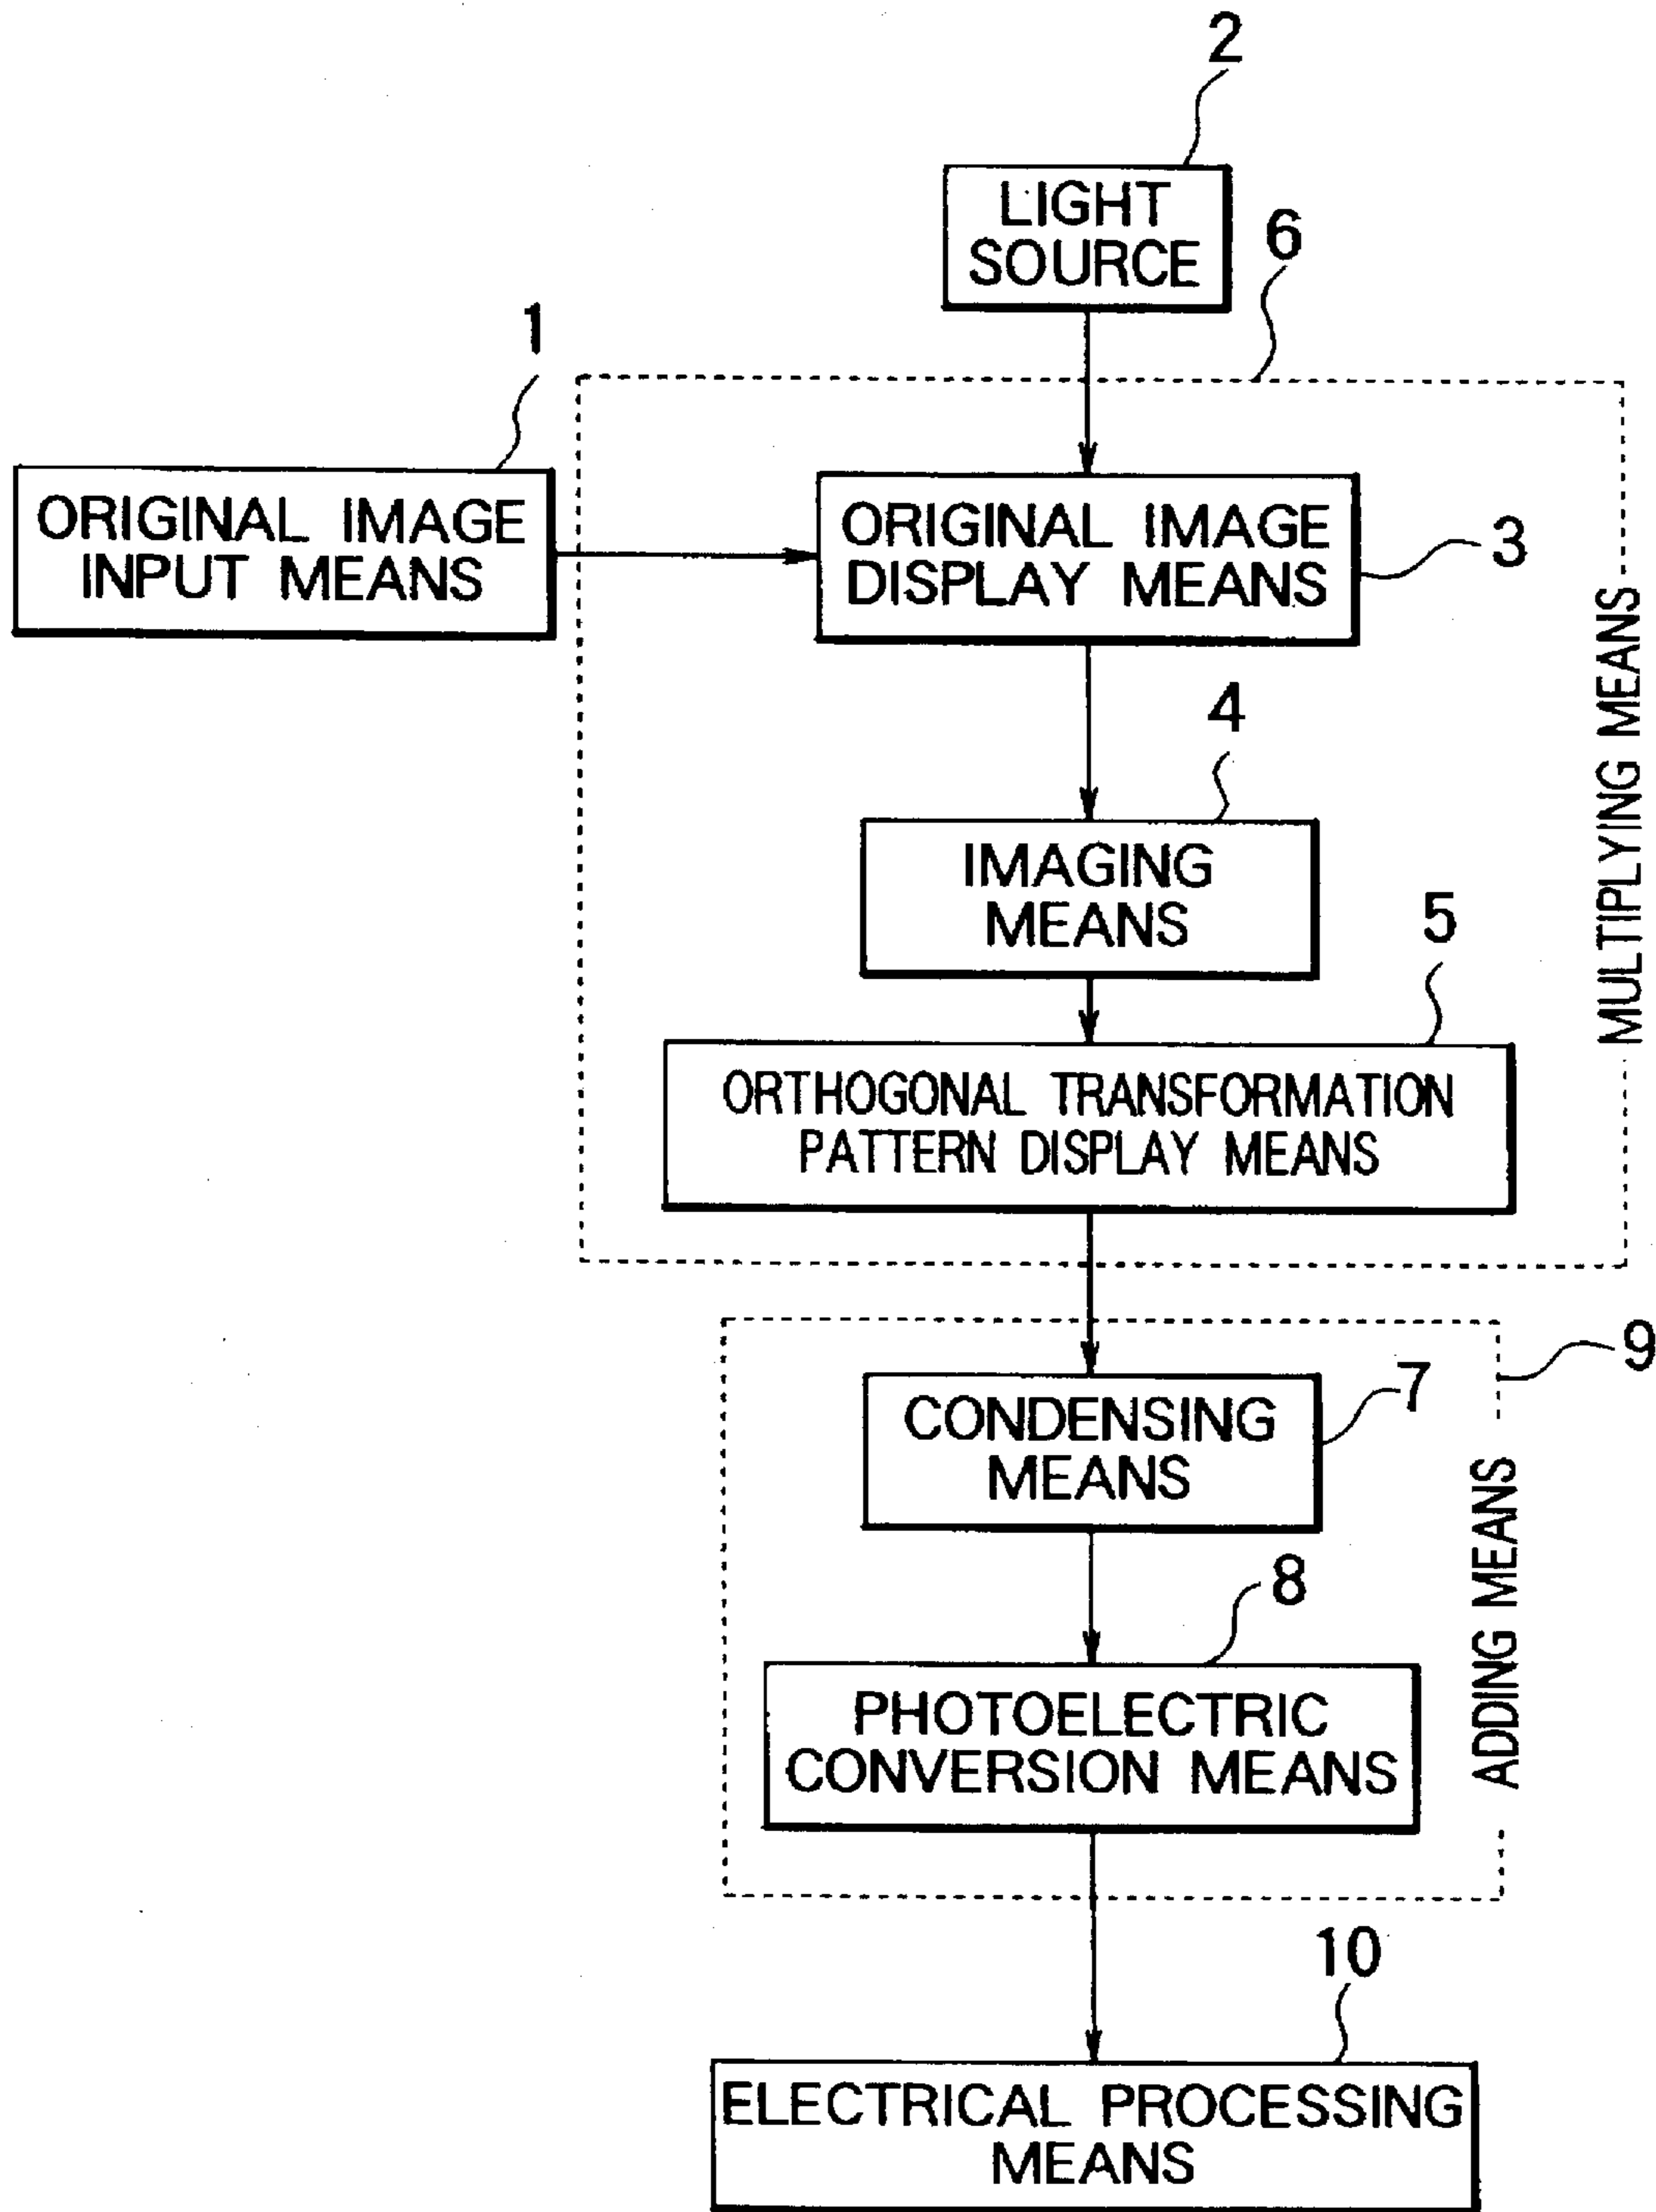 2
LIGHT
SOURCE
6
1
ORIGINAL IMAGE
INPUT MEANS
ORIGINAL IMAGE
DISPLAY MEANS
3
MULTIPLYING MEANS
4
IMAGING
MEANS
5
ORTHOGONAL TRANSFORMATION
PATTERN DISPLAY MEANS
9
7
CONDENSING
MEANS
ADDING MEANS
8
PHOTOELECTRIC
CONVERSION MEANS
10
ELECTRICAL PROCESSING
MEANS